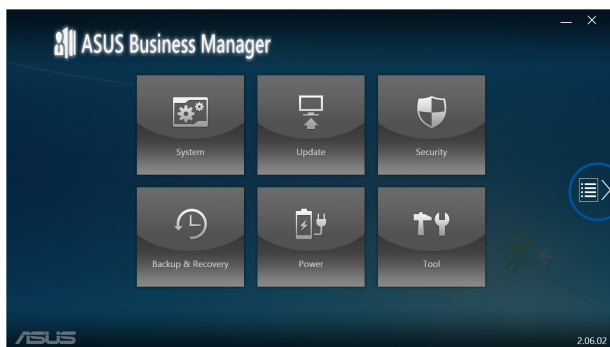 ASUS Business Manager
System
Update
Security
Backup & Recovery
Power
Tool
ASUS
2.06.02